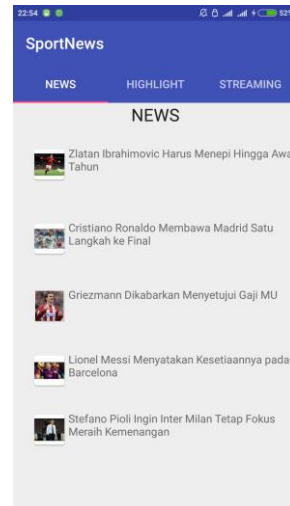 22:54
52%
SportNews
NEWS HIGHLIGHT STREAMING
NEWS
Zlatan Ibrahimovic Harus Menepi Hingga Awa
Tahun
Cristiano Ronaldo Membawa Madrid Satu
Langkah ke Final
Griezmann Dikabarkan Menyetujui Gaji MU
Lionel Messi Menyatakan Kesetiaannya pada
Barcelona
Stefano Pioli Ingin Inter Milan Tetap Fokus
Meraih Kemenangan